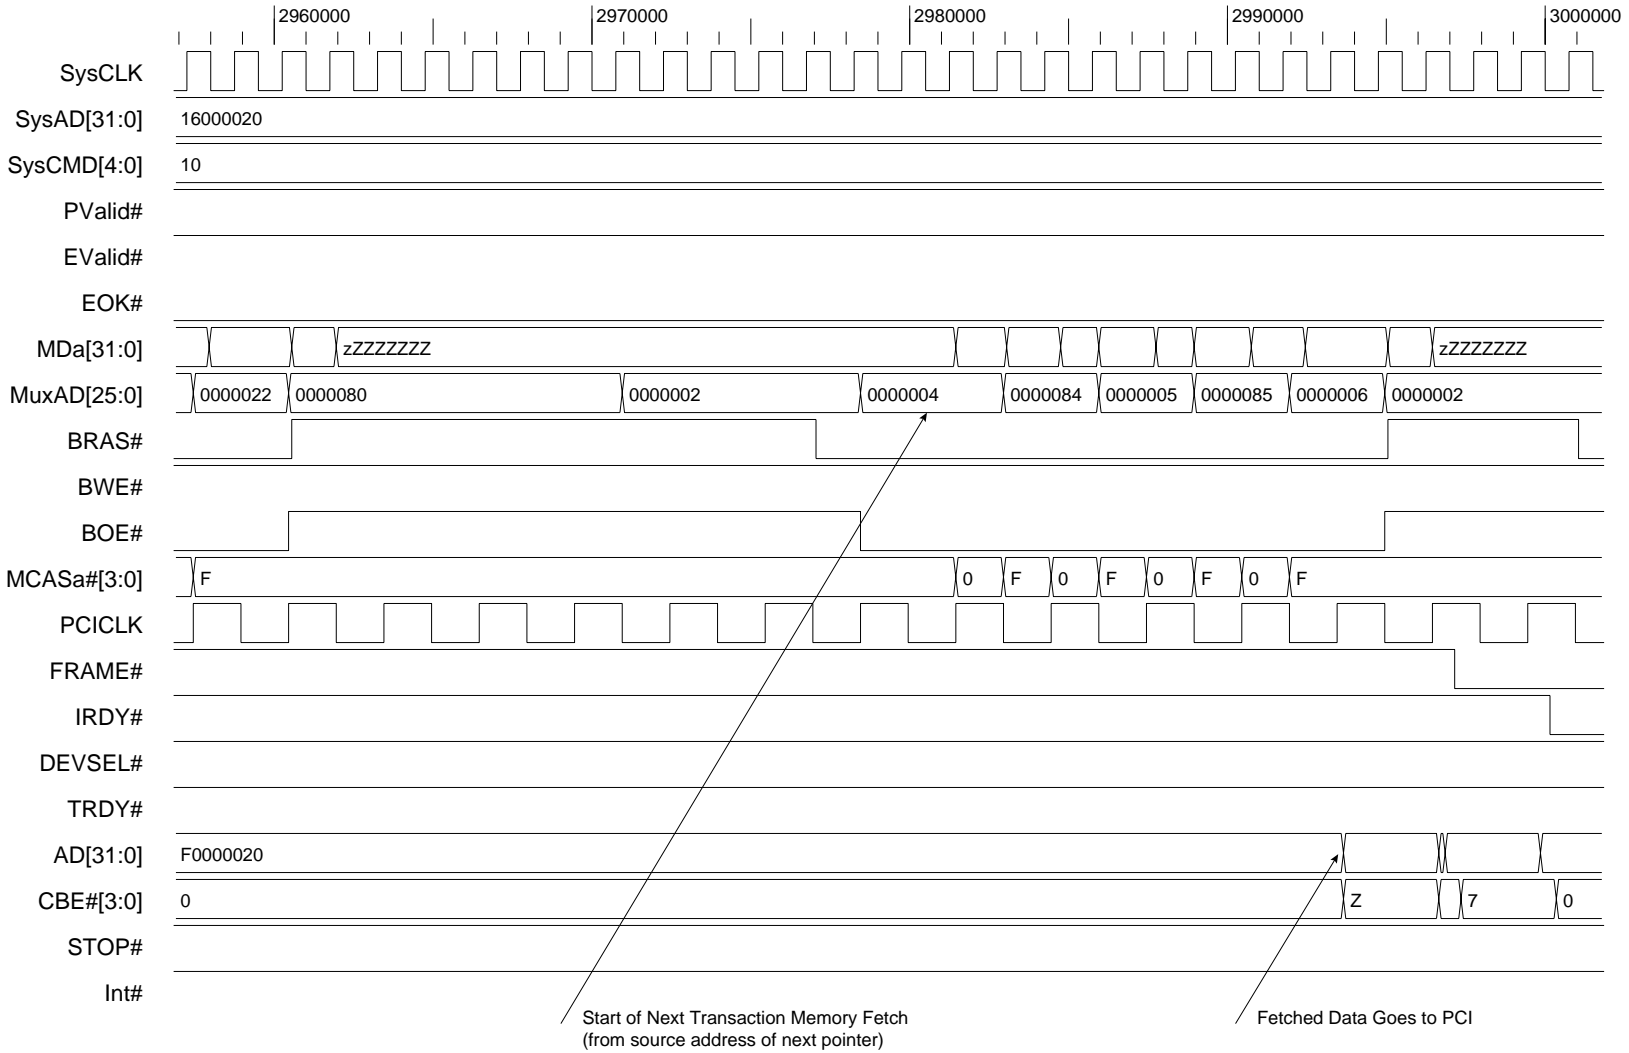 2960000 2970000 2980000 2990000 3000000
SysCLK
SysAD[31:0] 16000020
SysCMD[4:0] 10
PValid#
EValid#
EOK#
MDa[31:0] zZZZZZZZ zZZZZZZZ
MuxAD[25:0] 0000022 0000080 0000002 0000004 0000084 0000005 0000085 0000006 0000002
BRAS#
BWE#
BOE#
MCASa#[3:0] F 0 F 0 F 0 F 0 F
PCICLK
FRAME#
IRDY#
DEVSEL#
TRDY#
AD[31:0] F0000020
CBE#[3:0] 0 Z 7 0
STOP#
Int#
Start of Next Transaction Memory Fetch
(from source address of next pointer)
Fetched Data Goes to PCI